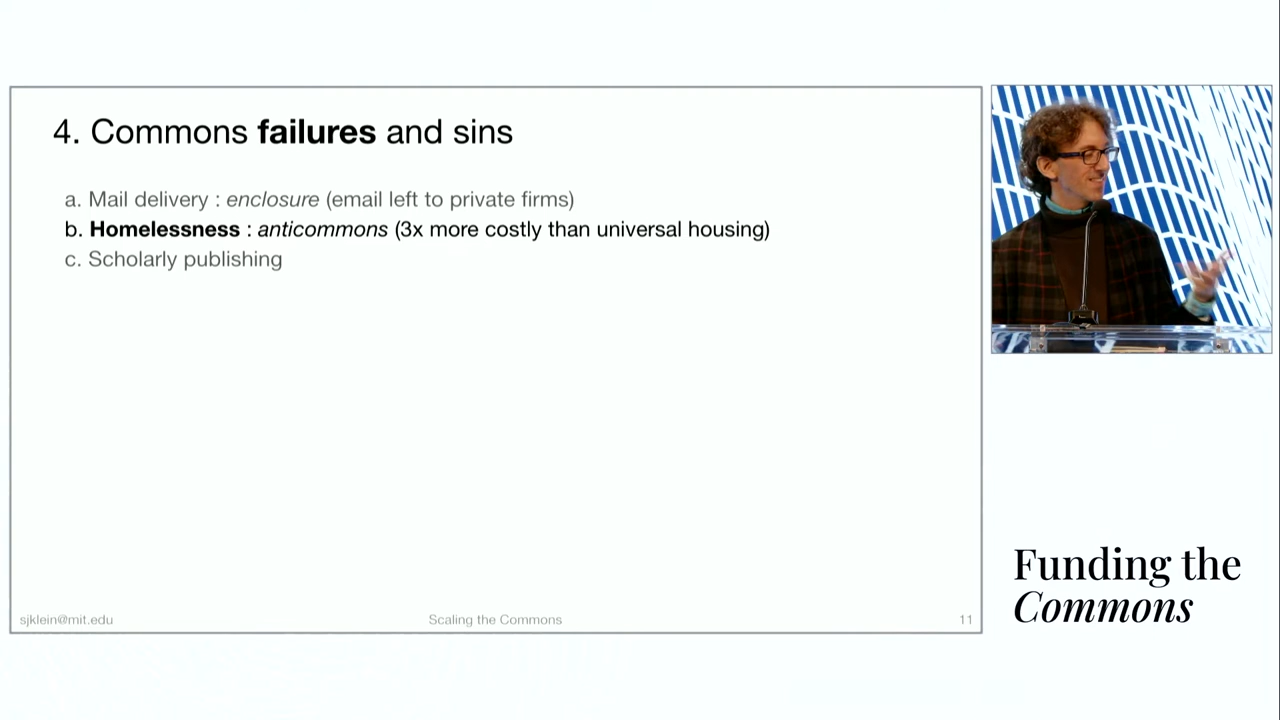 4. Commons failures and sins
a. Mail delivery : enclosure (email left to private firms)
b. Homelessness : anticommons (3x more costly than universal housing)
c. Scholarly publishing
sjklein@mit.edu
Scaling the Commons
11
Funding the
Commons